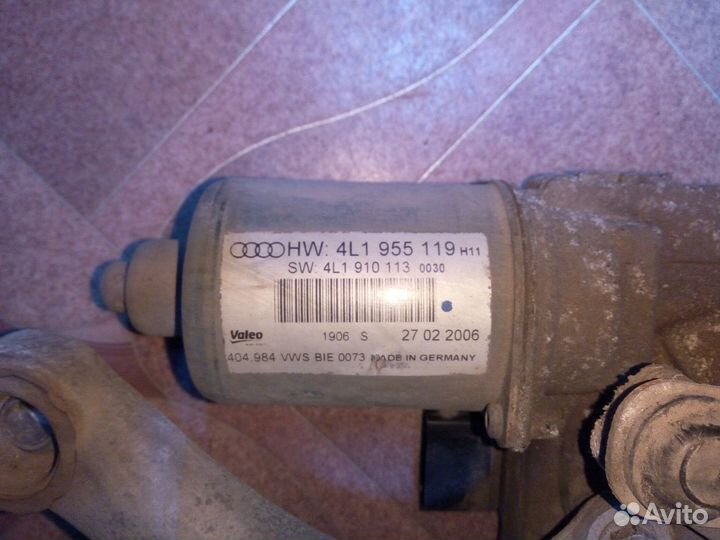 HW: 4L1 955 119 H11
SW: 4L1 910 113 0030
Valeo 1906 S 27 02 2006
404.984 VWS BIE 0073 MADE IN GERMANY
Avito